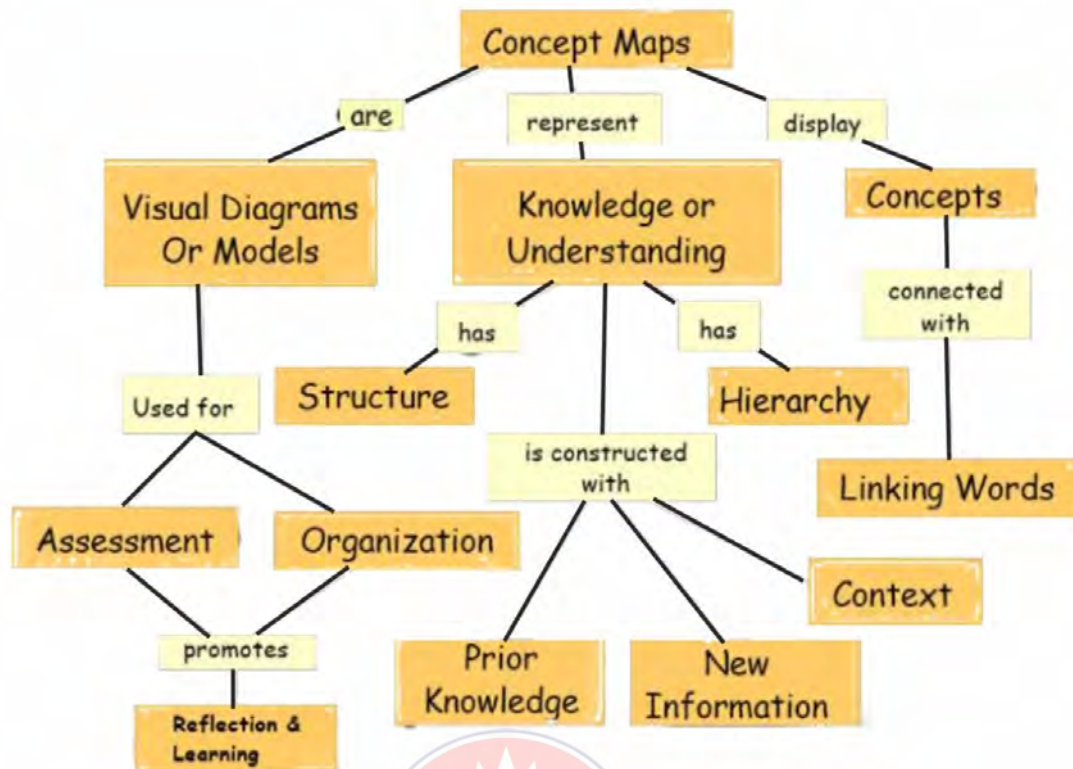 Concept Maps
are
represent
display
Visual Diagrams
Or Models
Knowledge or
Understanding
Concepts
has
has
connected
with
Structure
Hierarchy
Used for
is constructed
with
Linking Words
Assessment
Organization
Context
promotes
Prior
Knowledge
New
Information
Reflection &
Learning